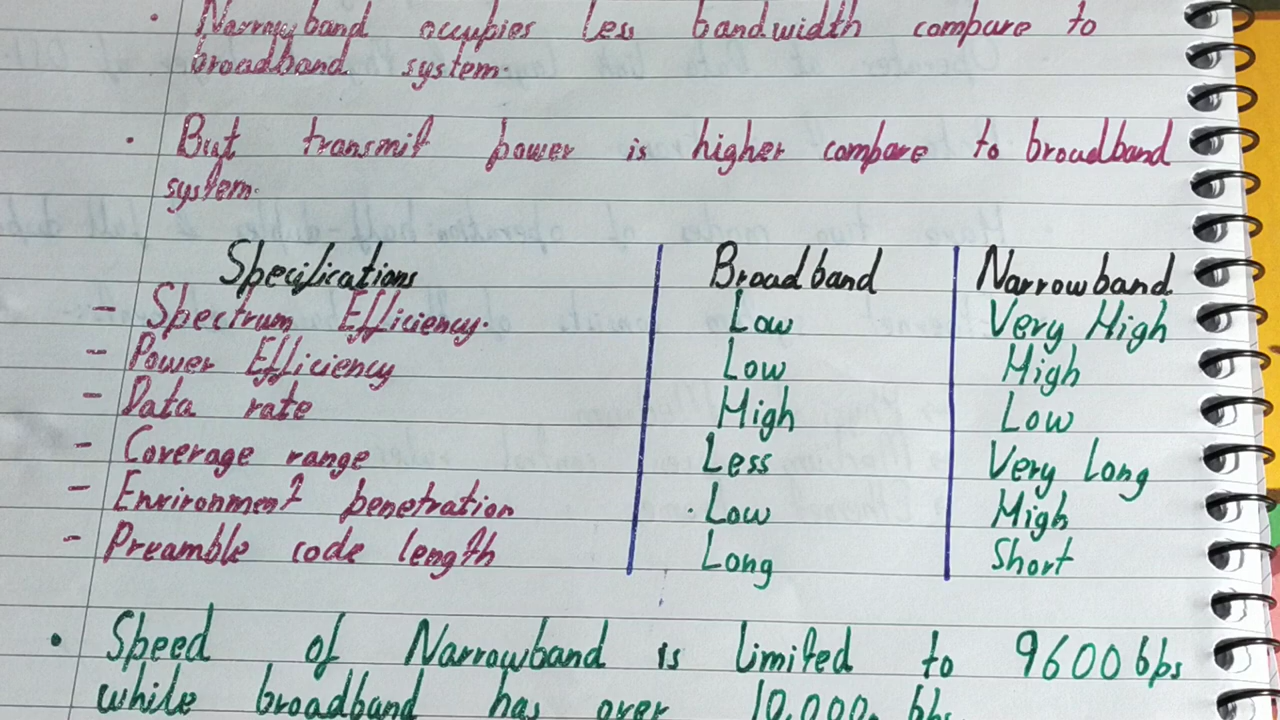 · Narrowband occupies less bandwidth compare to
broadband system.
· But transmit power is higher compare to broadband
system.
Specifications Broadband Narrowband
- Spectrum Efficiency. Low Very High
- Power Efficiency Low High
- Data rate High Low
- Coverage range Less Very Long
- Environment penetration Low High
- Preamble code length Long Short
• Speed of Narrowband is limited to 9600 bps
while broadband has over 10,000 bps.